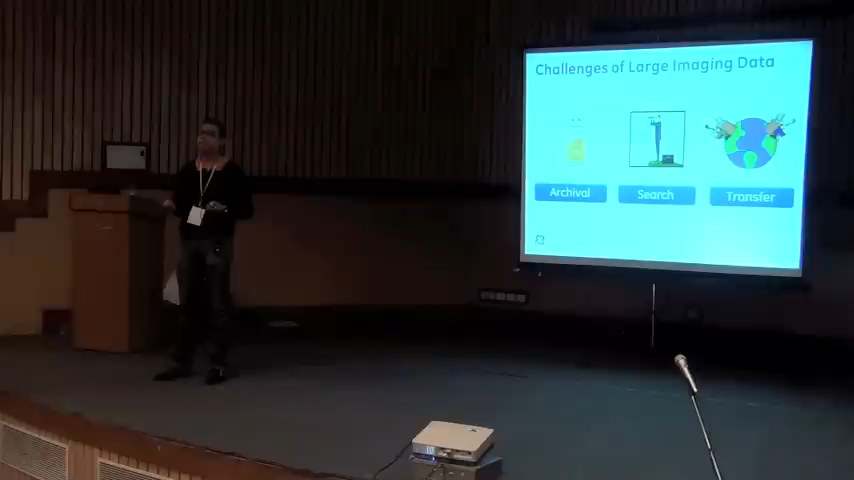 Challenges of Large Imaging Data
Archival
Search
Transfer